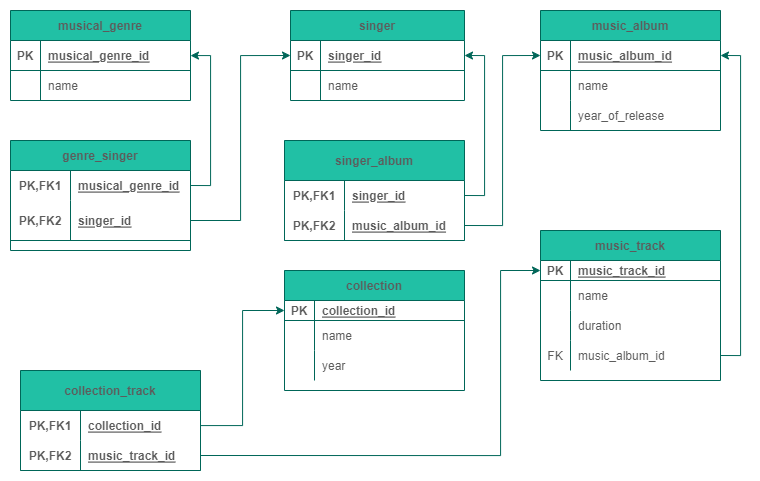 musical_genre
PK musical_genre_id
name
singer
PK singer_id
name
music_album
PK music_album_id
name
year_of_release
genre_singer
PK,FK1 musical_genre_id
PK,FK2 singer_id
singer_album
PK,FK1 singer_id
PK,FK2 music_album_id
music_track
PK music_track_id
name
duration
FK music_album_id
collection
PK collection_id
name
year
collection_track
PK,FK1 collection_id
PK,FK2 music_track_id